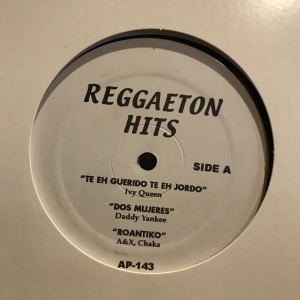 REGGAETON
HITS
SIDE A
"TE EH GUERIDO TE EH JORDO"
Ivy Queen
"DOS MUJERES"
Daddy Yankee
"ROANTIKO"
A&X, Chaka
AP-143